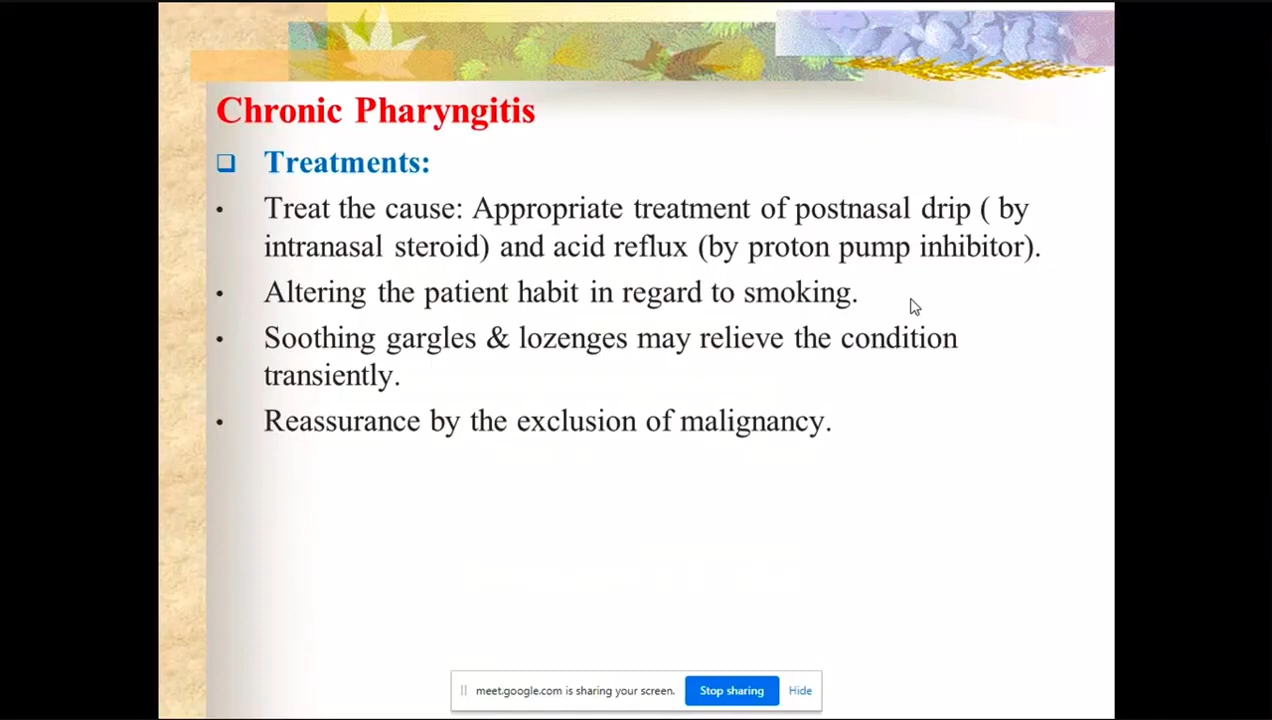 Chronic Pharyngitis
❑ Treatments:
• Treat the cause: Appropriate treatment of postnasal drip ( by
intranasal steroid) and acid reflux (by proton pump inhibitor).
• Altering the patient habit in regard to smoking.
• Soothing gargles & lozenges may relieve the condition
transiently.
• Reassurance by the exclusion of malignancy.
meet.google.com is sharing your screen. Stop sharing Hide